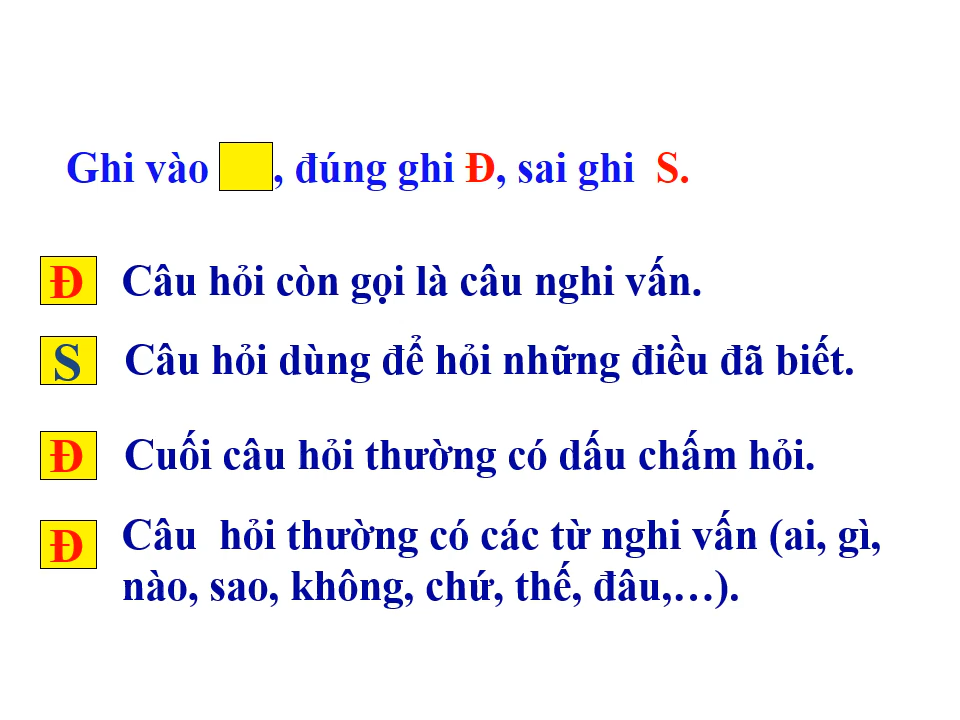 Ghi vào , đúng ghi Đ, sai ghi S.
Đ Câu hỏi còn gọi là câu nghi vấn.
S Câu hỏi dùng để hỏi những điều đã biết.
Đ Cuối câu hỏi thường có dấu chấm hỏi.
Đ Câu hỏi thường có các từ nghi vấn (ai, gì,
nào, sao, không, chứ, thế, đâu,…).